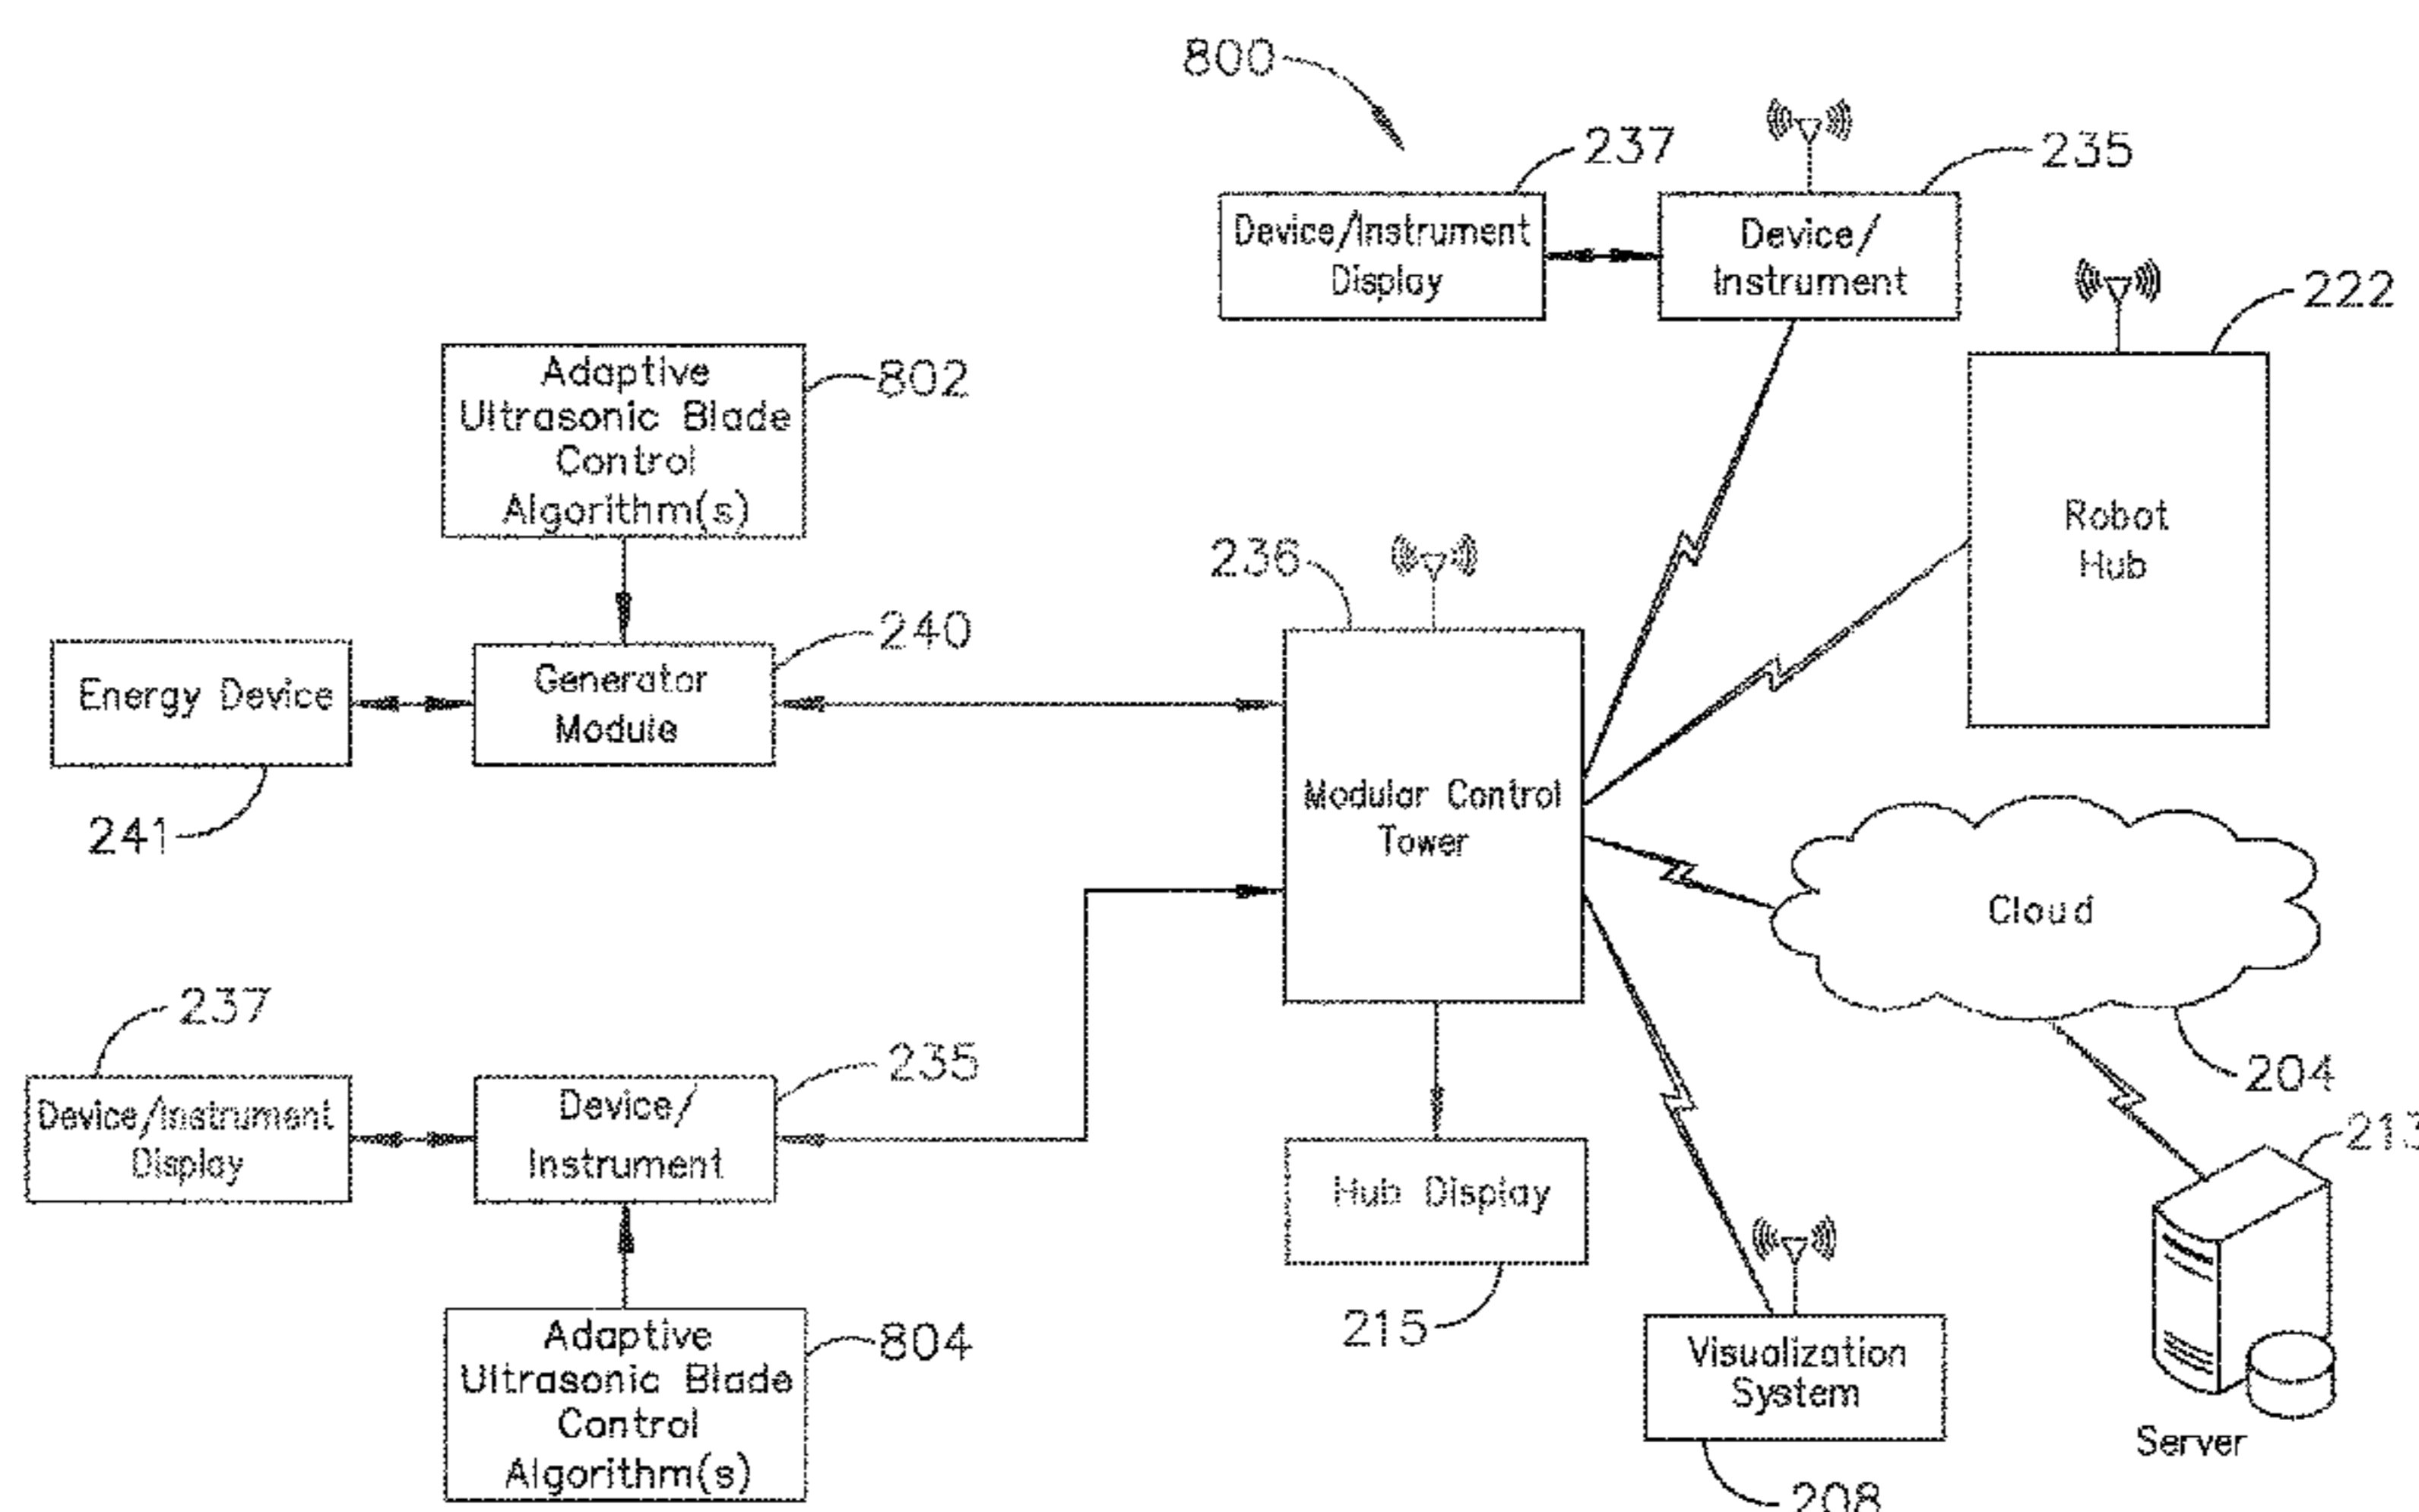 800
237
235
Device/Instrument
Display
Device/
Instrument
222
Robot
Hub
Adaptive
Ultrasonic Blade
Control
Algorithm(s)
802
236
240
Energy Device
Generator
Module
241
Modular Control
Tower
Cloud
204
237
235
Device/Instrument
Display
Device/
Instrument
213
Hub Display
215
Adaptive
Ultrasonic Blade
Control
Algorithm(s)
804
Visualization
System
208
Server